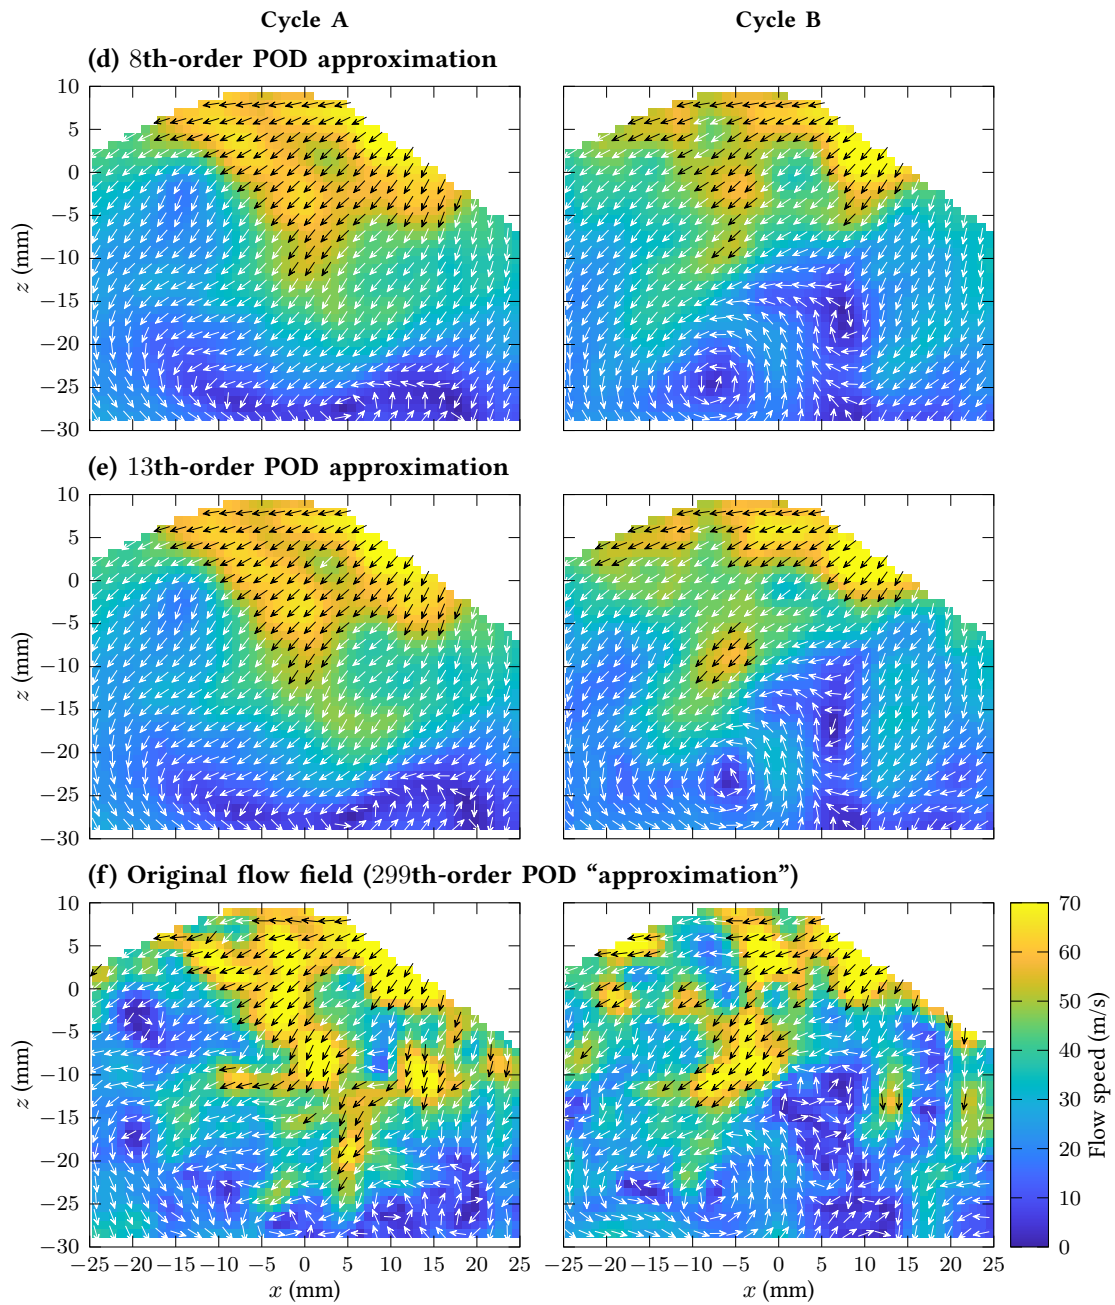 Cycle A Cycle B
(d) 8th-order POD approximation
10
5
0
−5
−10
−15
−20
−25
−30
z (mm)
(e) 13th-order POD approximation
10
5
0
−5
−10
−15
−20
−25
−30
z (mm)
(f) Original flow field (299th-order POD “approximation”)
10
5
0
−5
−10
−15
−20
−25
−30
z (mm)
−25 −20 −15 −10 −5 0 5 10 15 20 25
x (mm)
−25 −20 −15 −10 −5 0 5 10 15 20 25
x (mm)
70
60
50
40
30
20
10
0
Flow speed (m/s)